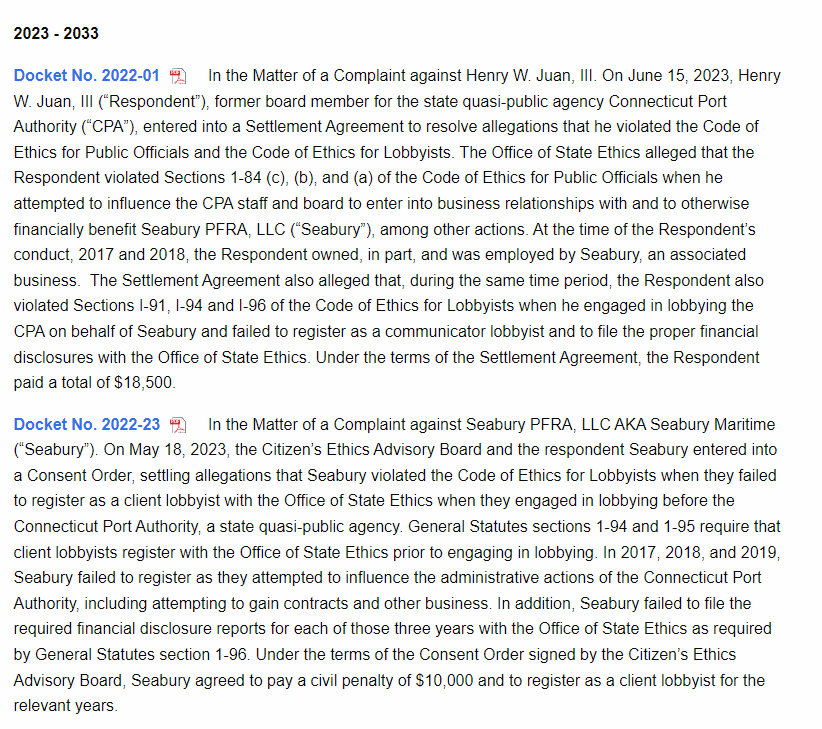 2023 - 2033
Docket No. 2022-01 In the Matter of a Complaint against Henry W. Juan, III. On June 15, 2023, Henry
W. Juan, III (“Respondent”), former board member for the state quasi-public agency Connecticut Port
Authority (“CPA”), entered into a Settlement Agreement to resolve allegations that he violated the Code of
Ethics for Public Officials and the Code of Ethics for Lobbyists. The Office of State Ethics alleged that the
Respondent violated Sections 1-84 (c), (b), and (a) of the Code of Ethics for Public Officials when he
attempted to influence the CPA staff and board to enter into business relationships with and to otherwise
financially benefit Seabury PFRA, LLC (“Seabury”), among other actions. At the time of the Respondent’s
conduct, 2017 and 2018, the Respondent owned, in part, and was employed by Seabury, an associated
business.  The Settlement Agreement also alleged that, during the same time period, the Respondent also
violated Sections I-91, I-94 and I-96 of the Code of Ethics for Lobbyists when he engaged in lobbying the
CPA on behalf of Seabury and failed to register as a communicator lobbyist and to file the proper financial
disclosures with the Office of State Ethics. Under the terms of the Settlement Agreement, the Respondent
paid a total of $18,500.
Docket No. 2022-23 In the Matter of a Complaint against Seabury PFRA, LLC AKA Seabury Maritime
(“Seabury”). On May 18, 2023, the Citizen’s Ethics Advisory Board and the respondent Seabury entered into
a Consent Order, settling allegations that Seabury violated the Code of Ethics for Lobbyists when they failed
to register as a client lobbyist with the Office of State Ethics when they engaged in lobbying before the
Connecticut Port Authority, a state quasi-public agency. General Statutes sections 1-94 and 1-95 require that
client lobbyists register with the Office of State Ethics prior to engaging in lobbying. In 2017, 2018, and 2019,
Seabury failed to register as they attempted to influence the administrative actions of the Connecticut Port
Authority, including attempting to gain contracts and other business. In addition, Seabury failed to file the
required financial disclosure reports for each of those three years with the Office of State Ethics as required
by General Statutes section 1-96. Under the terms of the Consent Order signed by the Citizen’s Ethics
Advisory Board, Seabury agreed to pay a civil penalty of $10,000 and to register as a client lobbyist for the
relevant years.